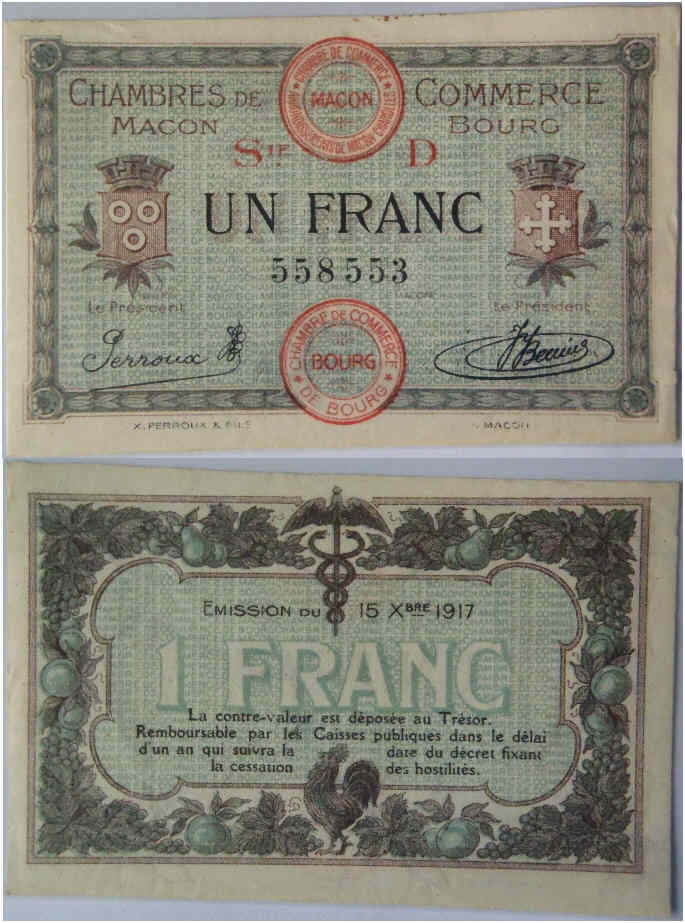 CHAMBRES DE COMMERCE
MACON BOURG
CHAMBRE DE COMMERCE
MACON
SIE D
UN FRANC
558553
Le Président Le Président
Perroux
CHAMBRE DE COMMERCE
BOURG
DE BOURG
X. PERROUX & FILS MACON
EMISSION DU 15 XBRE 1917
1 FRANC
La contre-valeur est déposée au Trésor.
Remboursable par les Caisses publiques dans le délai
d'un an qui suivra la date du décret fixant
la cessation des hostilités.